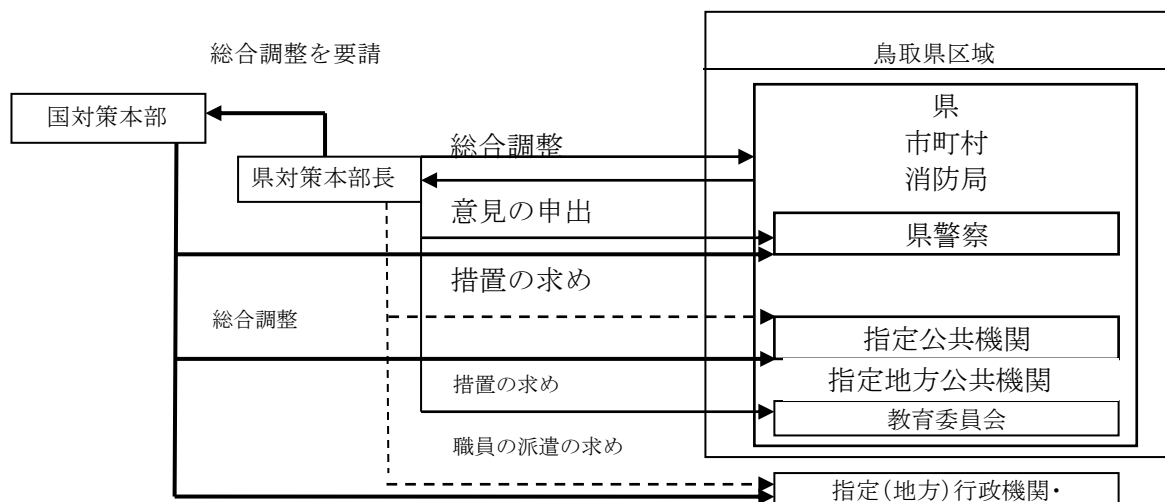 総合調整を要請
鳥取県区域
国対策本部
県
市町村
消防局
総合調整
県対策本部長
意見の申出
県警察
措置の求め
総合調整
指定公共機関
指定地方公共機関
措置の求め
教育委員会
職員の派遣の求め
指定(地方)行政機関・